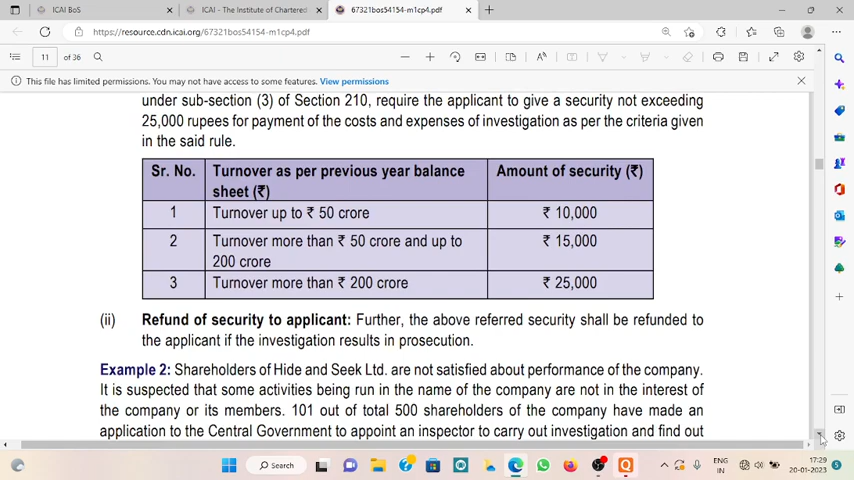 ICAI BoS
ICAI - The Institute of Chartered
67321bos54154-m1cp4.pdf
https://resource.cdn.icai.org/67321bos54154-m1cp4.pdf
11 of 36
This file has limited permissions. You may not have access to some features. View permissions
under sub-section (3) of Section 210, require the applicant to give a security not exceeding
25,000 rupees for payment of the costs and expenses of investigation as per the criteria given
in the said rule.
Sr. No. Turnover as per previous year balance sheet (₹) Amount of security (₹)
1 Turnover up to ₹ 50 crore ₹ 10,000
2 Turnover more than ₹ 50 crore and up to ₹ 15,000
200 crore
3 Turnover more than ₹ 200 crore ₹ 25,000
(ii) Refund of security to applicant: Further, the above referred security shall be refunded to
the applicant if the investigation results in prosecution.
Example 2: Shareholders of Hide and Seek Ltd. are not satisfied about performance of the company.
It is suspected that some activities being run in the name of the company are not in the interest of
the company or its members. 101 out of total 500 shareholders of the company have made an
application to the Central Government to appoint an inspector to carry out investigation and find out
Search
ENG
IN
17:29
20-01-2023
5